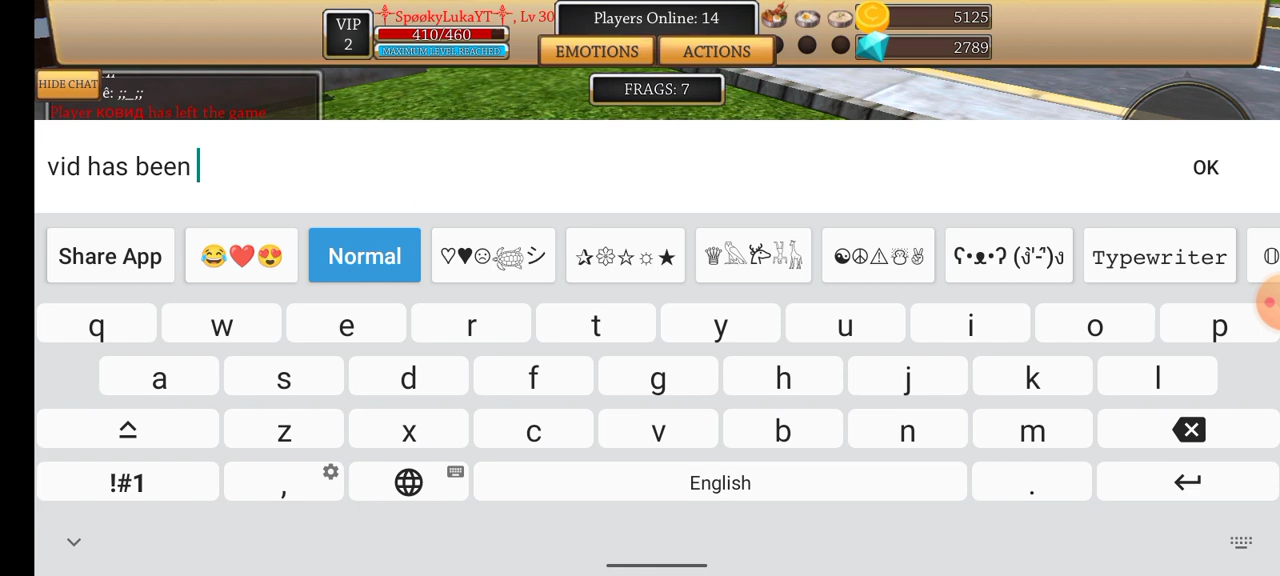 VIP
2
⸸SpøøkyLukaYT⸸, Lv 30
410/460
MAXIMUM LEVEL REACHED
Players Online: 14
EMOTIONS
ACTIONS
5125
2789
FRAGS: 7
HIDE CHAT
ê: ;;_;;
Player ковид has left the game
vid has been
OK
Share App
😂❤️😍
Normal
♡♥☹🐢シ
✰❁☆☼★
Typewriter
q w e r t y u i o p
a s d f g h j k l
z x c v b n m
!#1 , English .